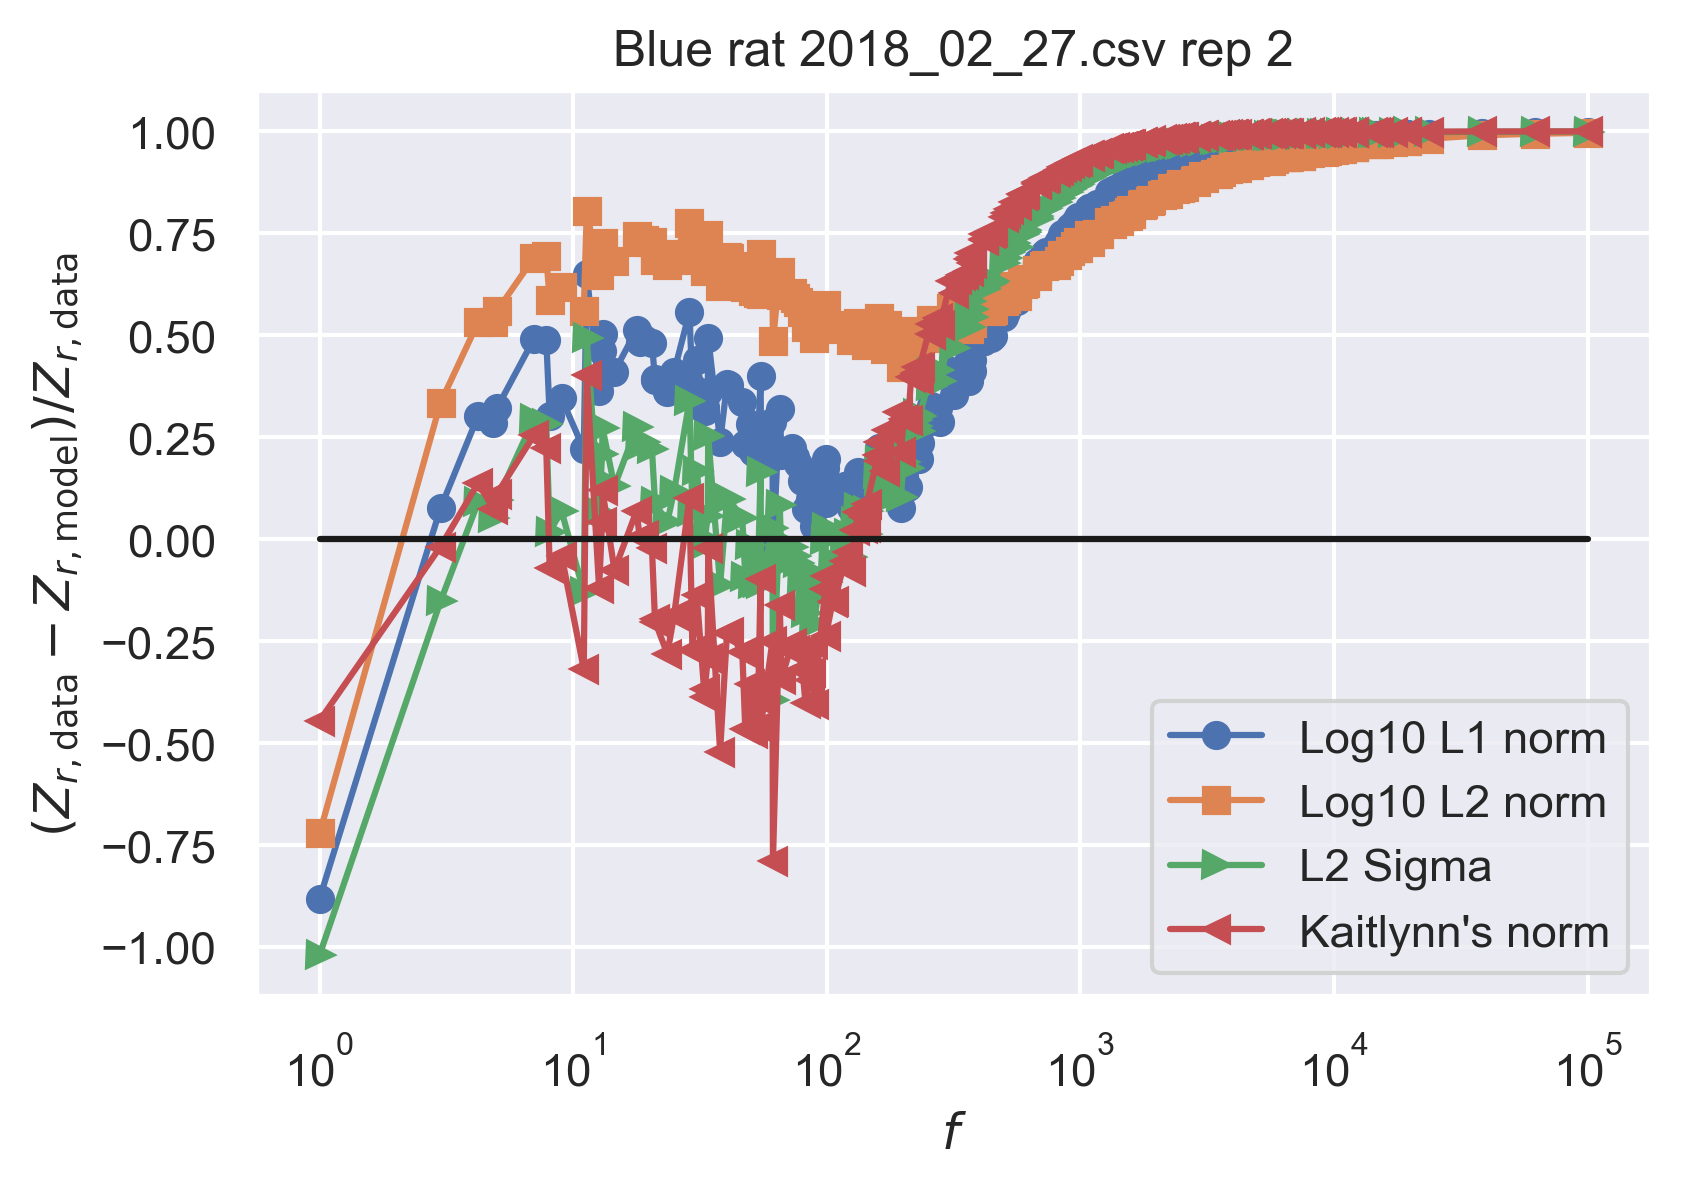 Blue rat 2018_02_27.csv rep 2
(Z_{r, data} − Z_{r, model})/Z_{r, data}
1.00
0.75
0.50
0.25
0.00
−0.25
−0.50
−0.75
−1.00
Log10 L1 norm
Log10 L2 norm
L2 Sigma
Kaitlynn's norm
10^0 10^1 10^2 10^3 10^4 10^5
f